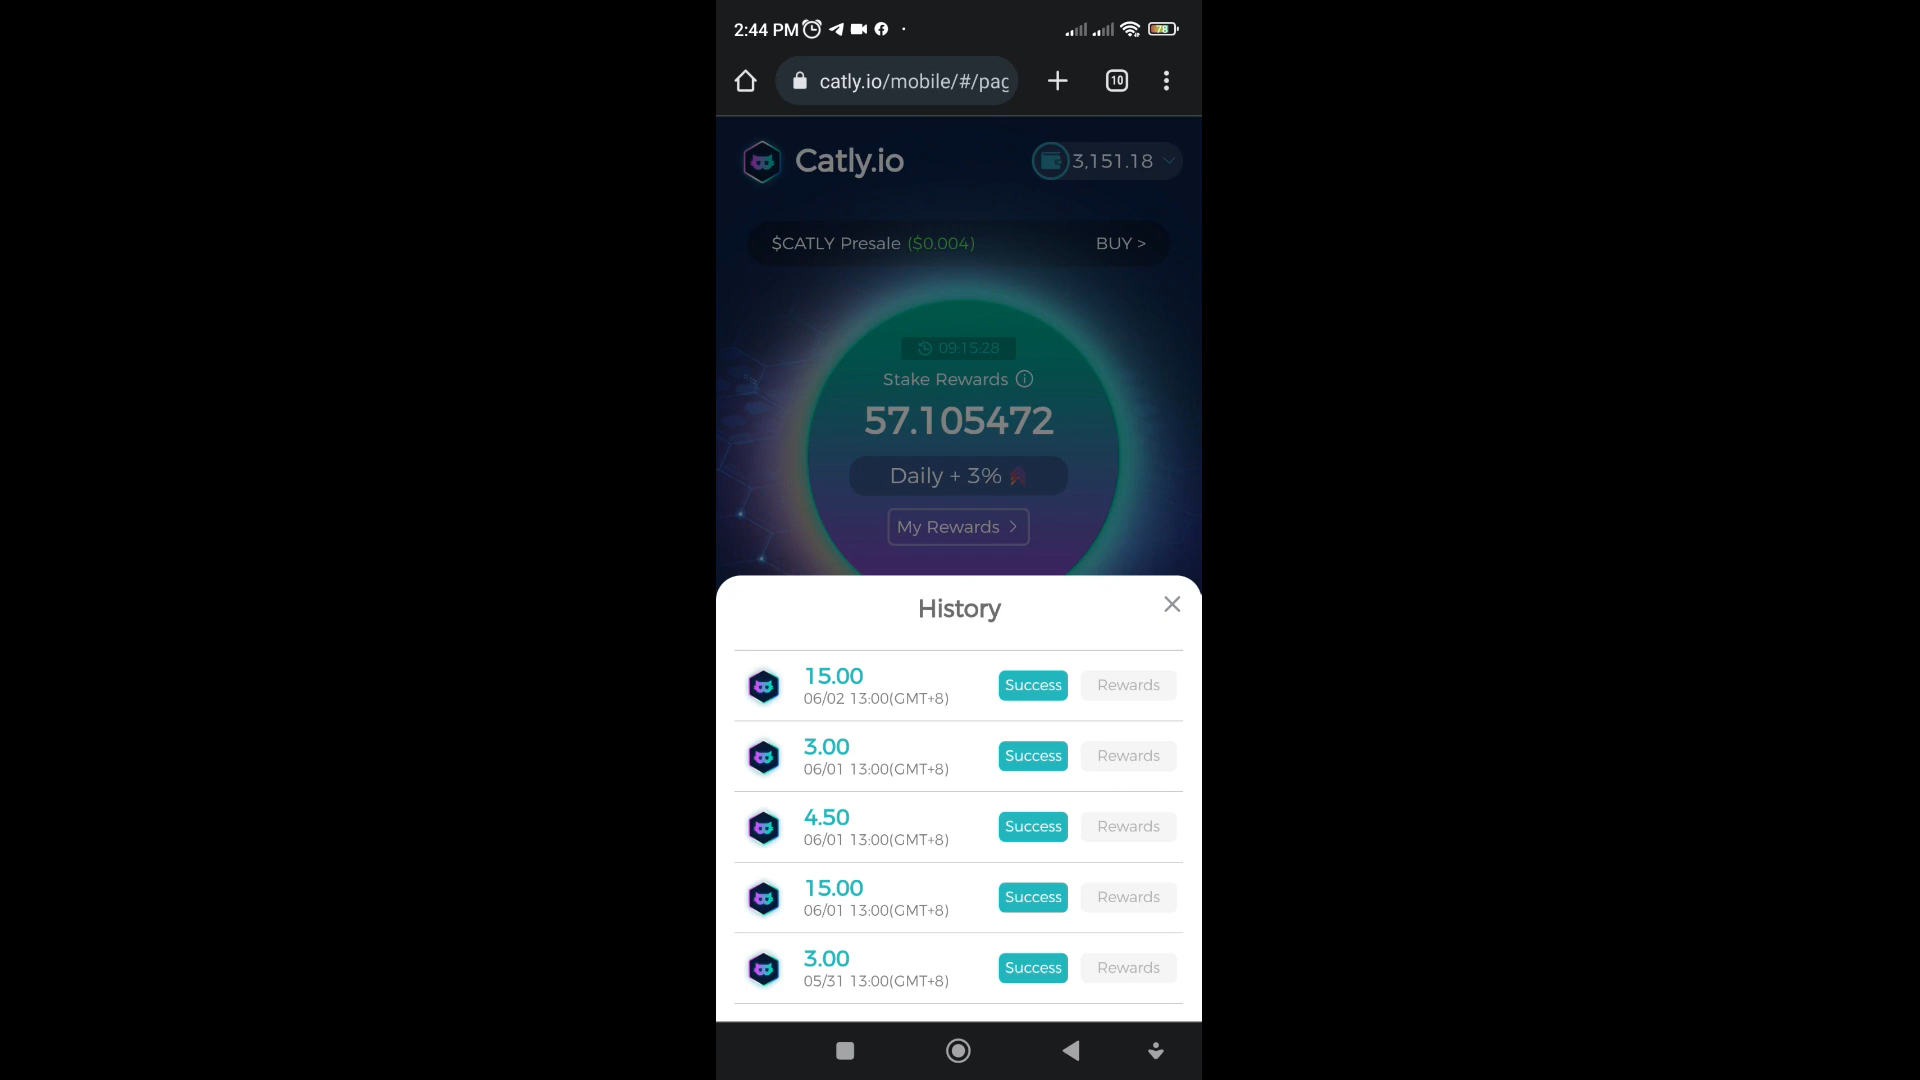 2:44 PM
78
catly.io/mobile/#/pag
10
Catly.io
3,151.18
$CATLY Presale ($0.004)
BUY >
09:15:28
Stake Rewards
57.105472
Daily + 3%
My Rewards >
History
15.00
06/02 13:00(GMT+8)
Success
Rewards
3.00
06/01 13:00(GMT+8)
Success
Rewards
4.50
06/01 13:00(GMT+8)
Success
Rewards
15.00
06/01 13:00(GMT+8)
Success
Rewards
3.00
05/31 13:00(GMT+8)
Success
Rewards